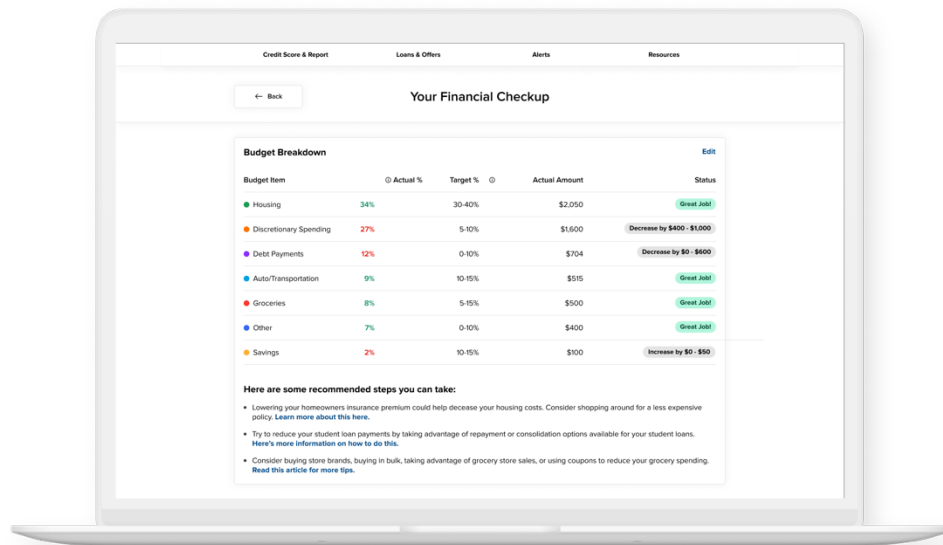 Credit Score & Report Loans & Offers Alerts Resources
← Back
Your Financial Checkup
Budget Breakdown Edit
Budget Item Actual % Target % Actual Amount Status
Housing 34% 30-40% $2,050 Great Job!
Discretionary Spending 27% 5-10% $1,600 Decrease by $400 - $1,000
Debt Payments 12% 0-10% $704 Decrease by $0 - $600
Auto/Transportation 9% 10-15% $515 Great Job!
Groceries 8% 5-15% $500 Great Job!
Other 7% 0-10% $400 Great Job!
Savings 2% 10-15% $100 Increase by $0 - $50
Here are some recommended steps you can take:
• Lowering your homeowners insurance premium could help decease your housing costs. Consider shopping around for a less expensive
policy. Learn more about this here.
• Try to reduce your student loan payments by taking advantage of repayment or consolidation options available for your student loans.
Here's more information on how to do this.
• Consider buying store brands, buying in bulk, taking advantage of grocery store sales, or using coupons to reduce your grocery spending.
Read this article for more tips.